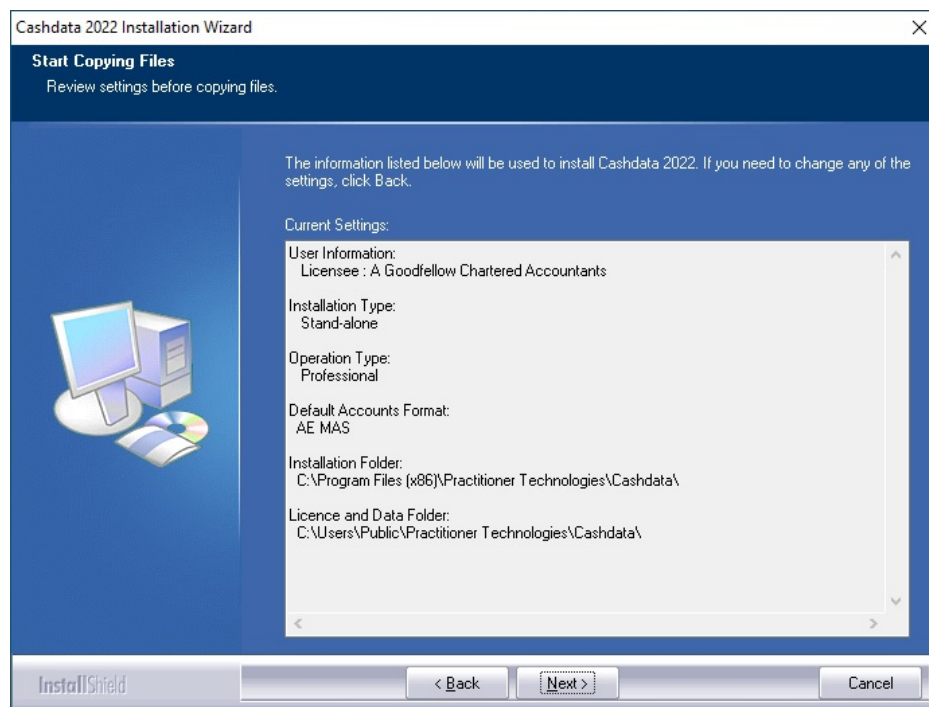 Cashdata 2022 Installation Wizard
Start Copying Files
Review settings before copying files.
The information listed below will be used to install Cashdata 2022. If you need to change any of the
settings, click Back.
Current Settings:
User Information:
Licensee : A Goodfellow Chartered Accountants
Installation Type:
Stand-alone
Operation Type:
Professional
Default Accounts Format:
AE MAS
Installation Folder:
C:\Program Files (x86)\Practitioner Technologies\Cashdata\
Licence and Data Folder:
C:\Users\Public\Practitioner Technologies\Cashdata\
InstallShield
< Back
Next >
Cancel